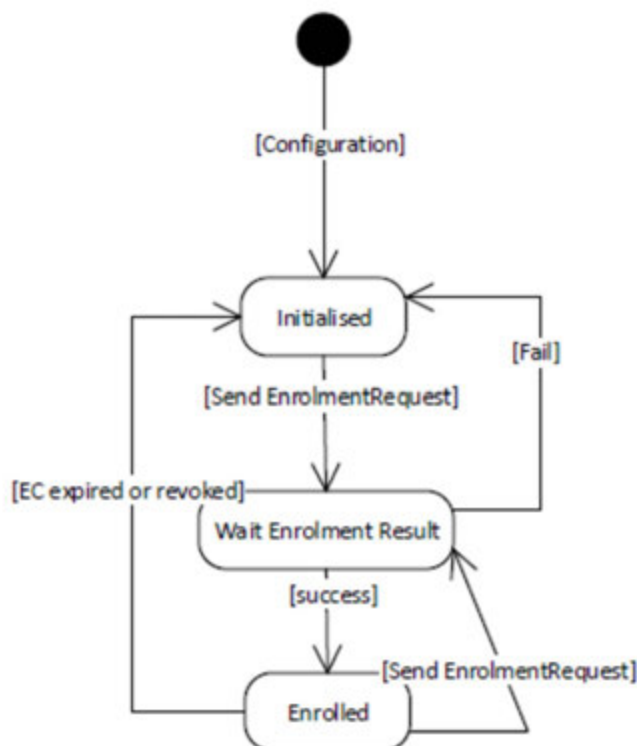 [Configuration]
Initialised
[Fail]
[Send EnrolmentRequest]
[EC expired or revoked]
Wait Enrolment Result
[success]
[Send EnrolmentRequest]
Enrolled